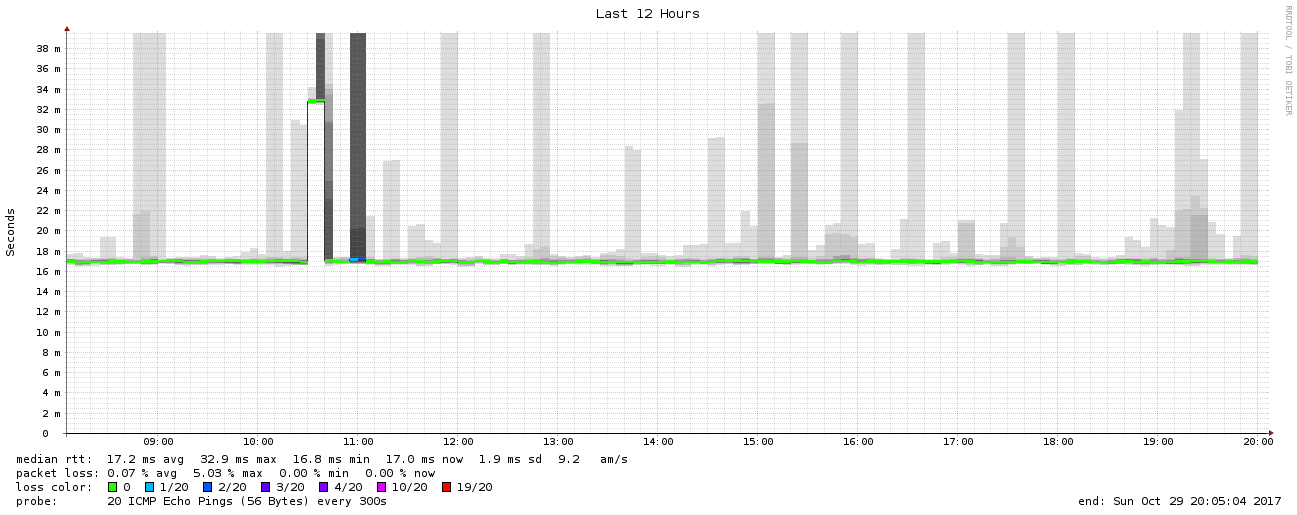 Last 12 Hours
RRDTOOL / TOBI OETIKER
Seconds
38 m
36 m
34 m
32 m
30 m
28 m
26 m
24 m
22 m
20 m
18 m
16 m
14 m
12 m
10 m
8 m
6 m
4 m
2 m
0
09:00 10:00 11:00 12:00 13:00 14:00 15:00 16:00 17:00 18:00 19:00 20:00
median rtt: 17.2 ms avg 32.9 ms max 16.8 ms min 17.0 ms now 1.9 ms sd 9.2 am/s
packet loss: 0.07 % avg 5.03 % max 0.00 % min 0.00 % now
loss color: 0 1/20 2/20 3/20 4/20 10/20 19/20
probe: 20 ICMP Echo Pings (56 Bytes) every 300s end: Sun Oct 29 20:05:04 2017